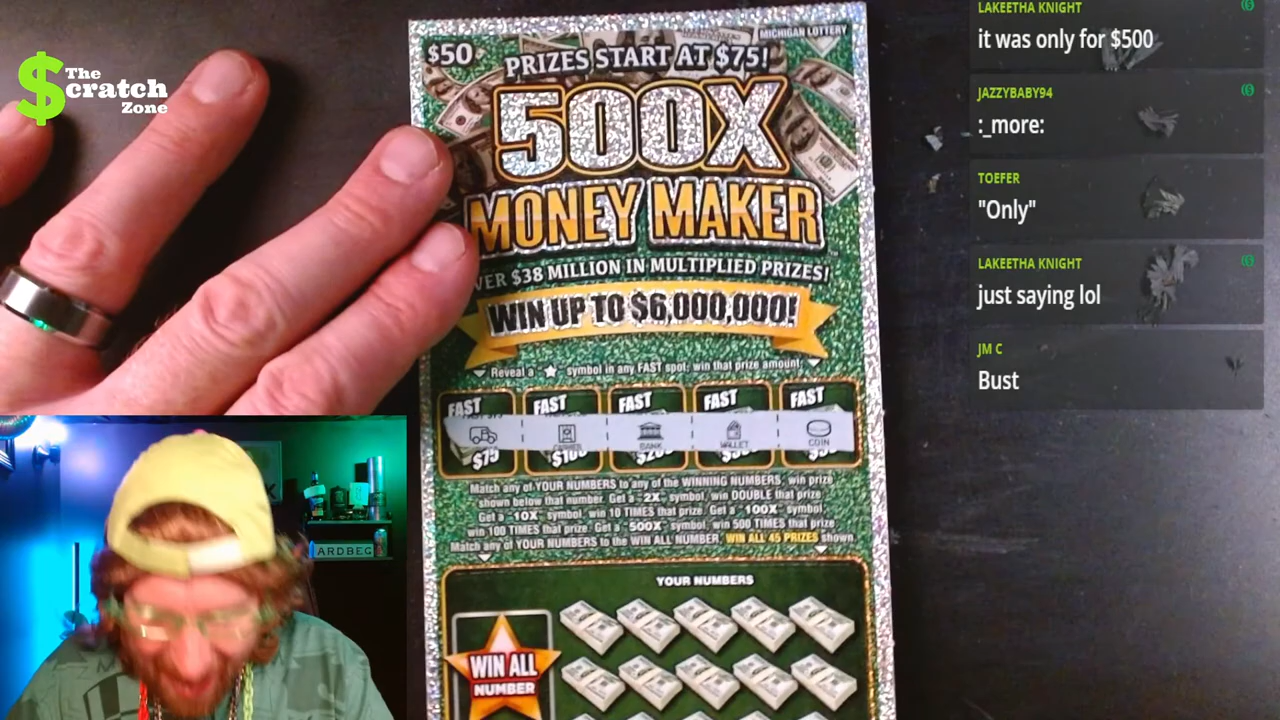 The
$cratch
Zone
$50
MICHIGAN LOTTERY
PRIZES START AT $75!
500X
MONEY MAKER
VER $38 MILLION IN MULTIPLIED PRIZES!
WIN UP TO $6,000,000!
Reveal a symbol in any FAST spot, win that prize amount.
FAST FAST FAST FAST FAST
BANK WALLET COIN
$75 $100
Match any of YOUR NUMBERS to any of the WINNING NUMBERS, win prize
shown below that number. Get a "2X" symbol, win DOUBLE that prize.
Get a "10X" symbol, win 10 TIMES that prize. Get a "100X" symbol,
win 100 TIMES that prize. Get a "500X" symbol, win 500 TIMES that prize.
Match any of YOUR NUMBERS to the WIN ALL NUMBER, WIN ALL 45 PRIZES shown.
YOUR NUMBERS
WIN ALL
NUMBER
ARDBEG
LAKEETHA KNIGHT
it was only for $500
JAZZYBABY94
:_more:
TOEFER
"Only"
LAKEETHA KNIGHT
just saying lol
JM C
Bust